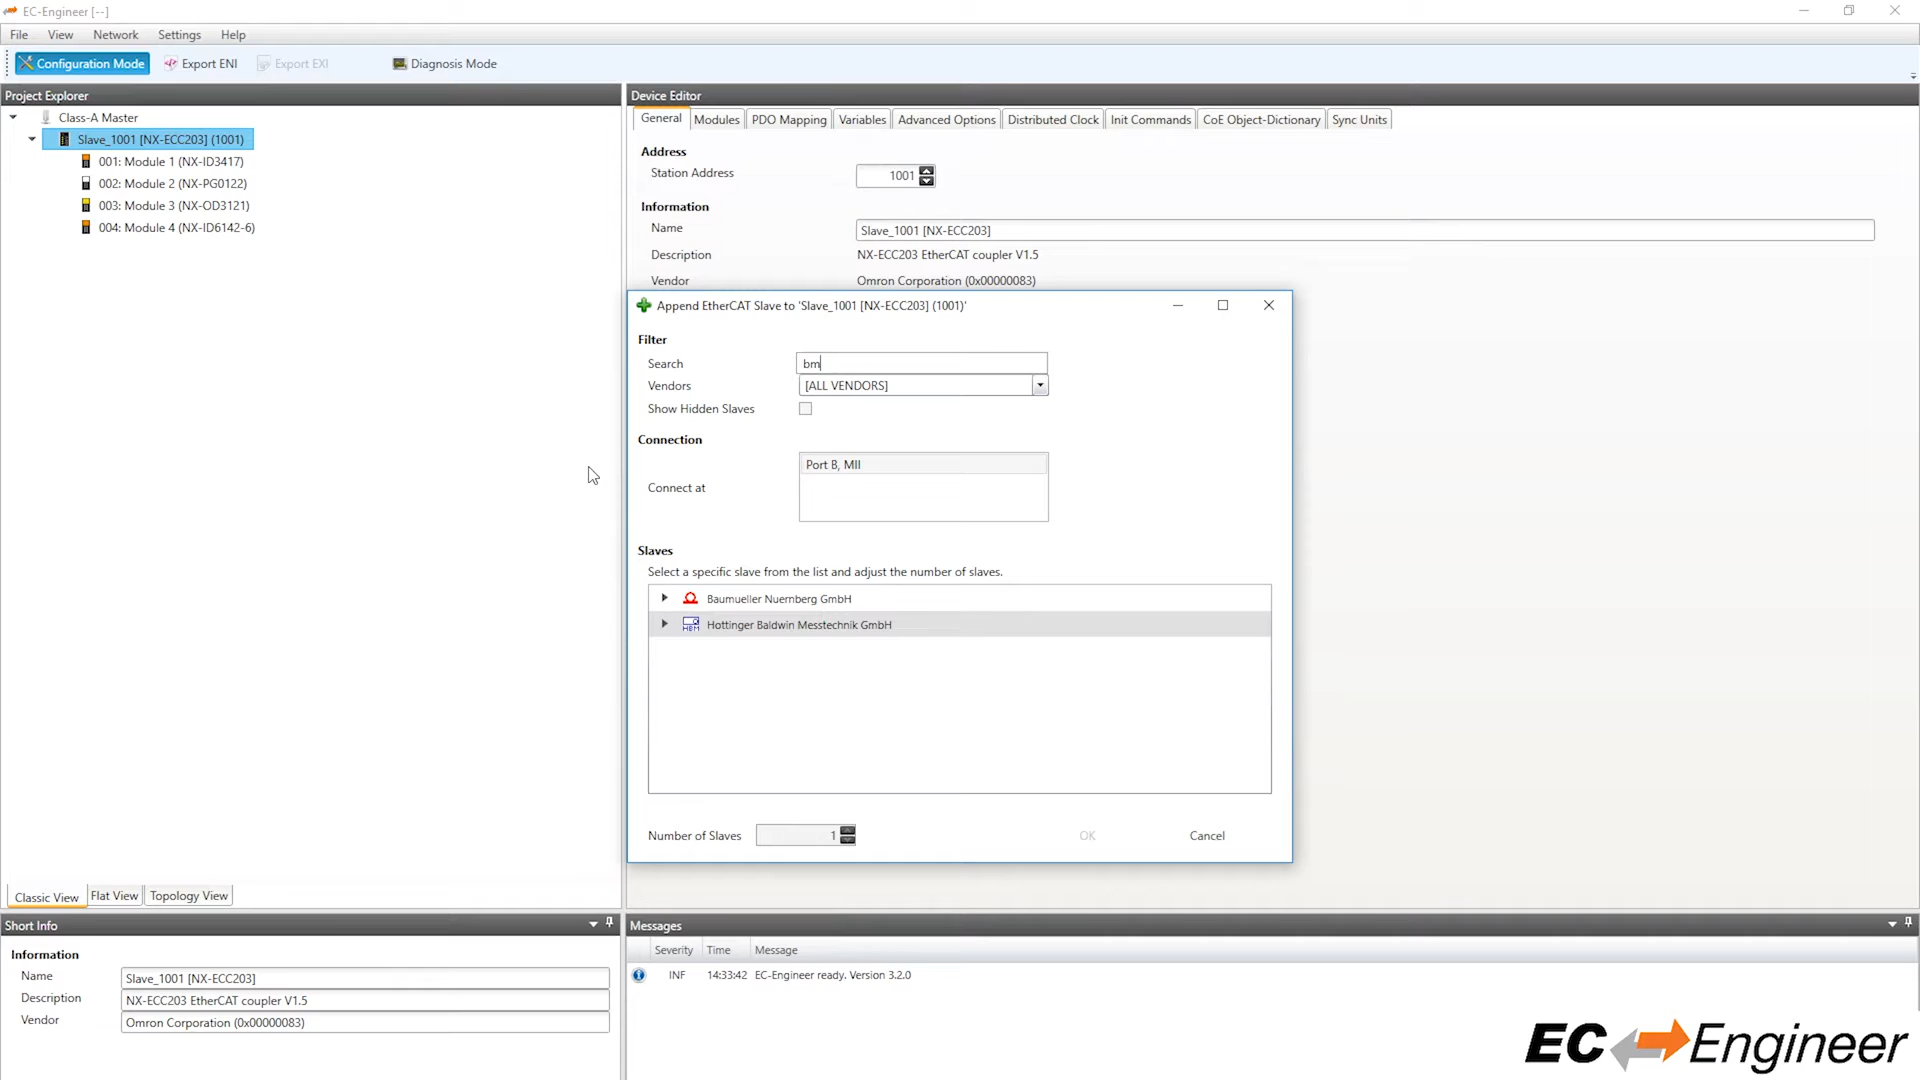 EC-Engineer [--]
File View Network Settings Help
Configuration Mode Export ENI Export EXI Diagnosis Mode
Project Explorer
Class-A Master
Slave_1001 [NX-ECC203] (1001)
001: Module 1 (NX-ID3417)
002: Module 2 (NX-PG0122)
003: Module 3 (NX-OD3121)
004: Module 4 (NX-ID6142-6)
Classic View Flat View Topology View
Device Editor
General Modules PDO Mapping Variables Advanced Options Distributed Clock Init Commands CoE Object-Dictionary Sync Units
Address
Station Address 1001
Information
Name Slave_1001 [NX-ECC203]
Description NX-ECC203 EtherCAT coupler V1.5
Vendor Omron Corporation (0x00000083)
Append EtherCAT Slave to 'Slave_1001 [NX-ECC203] (1001)'
Filter
Search bm
Vendors [ALL VENDORS]
Show Hidden Slaves
Connection
Port B, MII
Connect at
Slaves
Select a specific slave from the list and adjust the number of slaves.
Baumueller Nuernberg GmbH
HBM Hottinger Baldwin Messtechnik GmbH
Number of Slaves 1 OK Cancel
Short Info
Information
Name Slave_1001 [NX-ECC203]
Description NX-ECC203 EtherCAT coupler V1.5
Vendor Omron Corporation (0x00000083)
Messages
Severity Time Message
INF 14:33:42 EC-Engineer ready. Version 3.2.0
EC Engineer